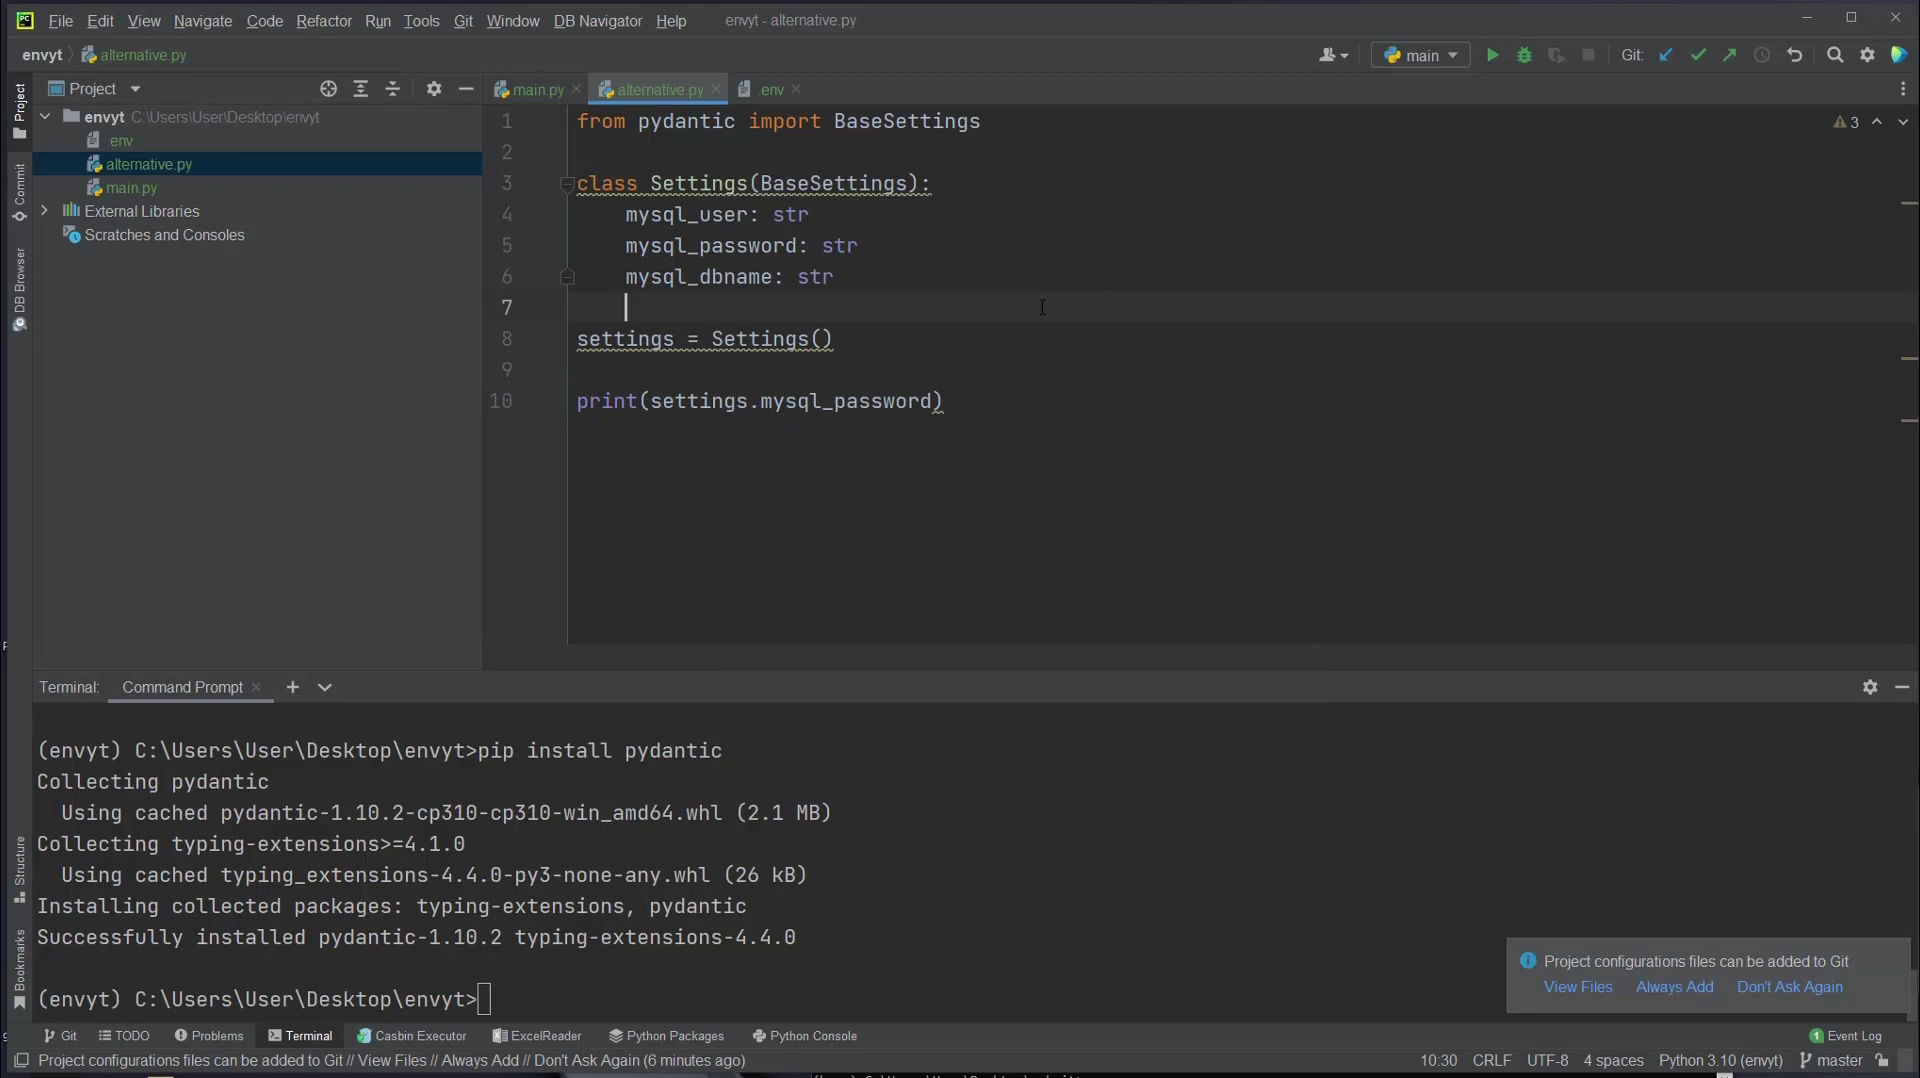 File Edit View Navigate Code Refactor Run Tools Git Window DB Navigator Help envyt - alternative.py
envyt alternative.py main Git:
Project
main.py alternative.py .env
envyt C:\Users\User\Desktop\envyt
.env
alternative.py
main.py
External Libraries
Scratches and Consoles
Project
Commit
DB Browser
Structure
Bookmarks
3
1 from pydantic import BaseSettings
2
3 class Settings(BaseSettings):
4 mysql_user: str
5 mysql_password: str
6 mysql_dbname: str
7
8 settings = Settings()
9
10 print(settings.mysql_password)
Terminal: Command Prompt
(envyt) C:\Users\User\Desktop\envyt>pip install pydantic
Collecting pydantic
Using cached pydantic-1.10.2-cp310-cp310-win_amd64.whl (2.1 MB)
Collecting typing-extensions>=4.1.0
Using cached typing_extensions-4.4.0-py3-none-any.whl (26 kB)
Installing collected packages: typing-extensions, pydantic
Successfully installed pydantic-1.10.2 typing-extensions-4.4.0
(envyt) C:\Users\User\Desktop\envyt>
Project configurations files can be added to Git
View Files Always Add Don't Ask Again
Git TODO Problems Terminal Casbin Executor ExcelReader Python Packages Python Console 1 Event Log
Project configurations files can be added to Git // View Files // Always Add // Don't Ask Again (6 minutes ago) 10:30 CRLF UTF-8 4 spaces Python 3.10 (envyt) master